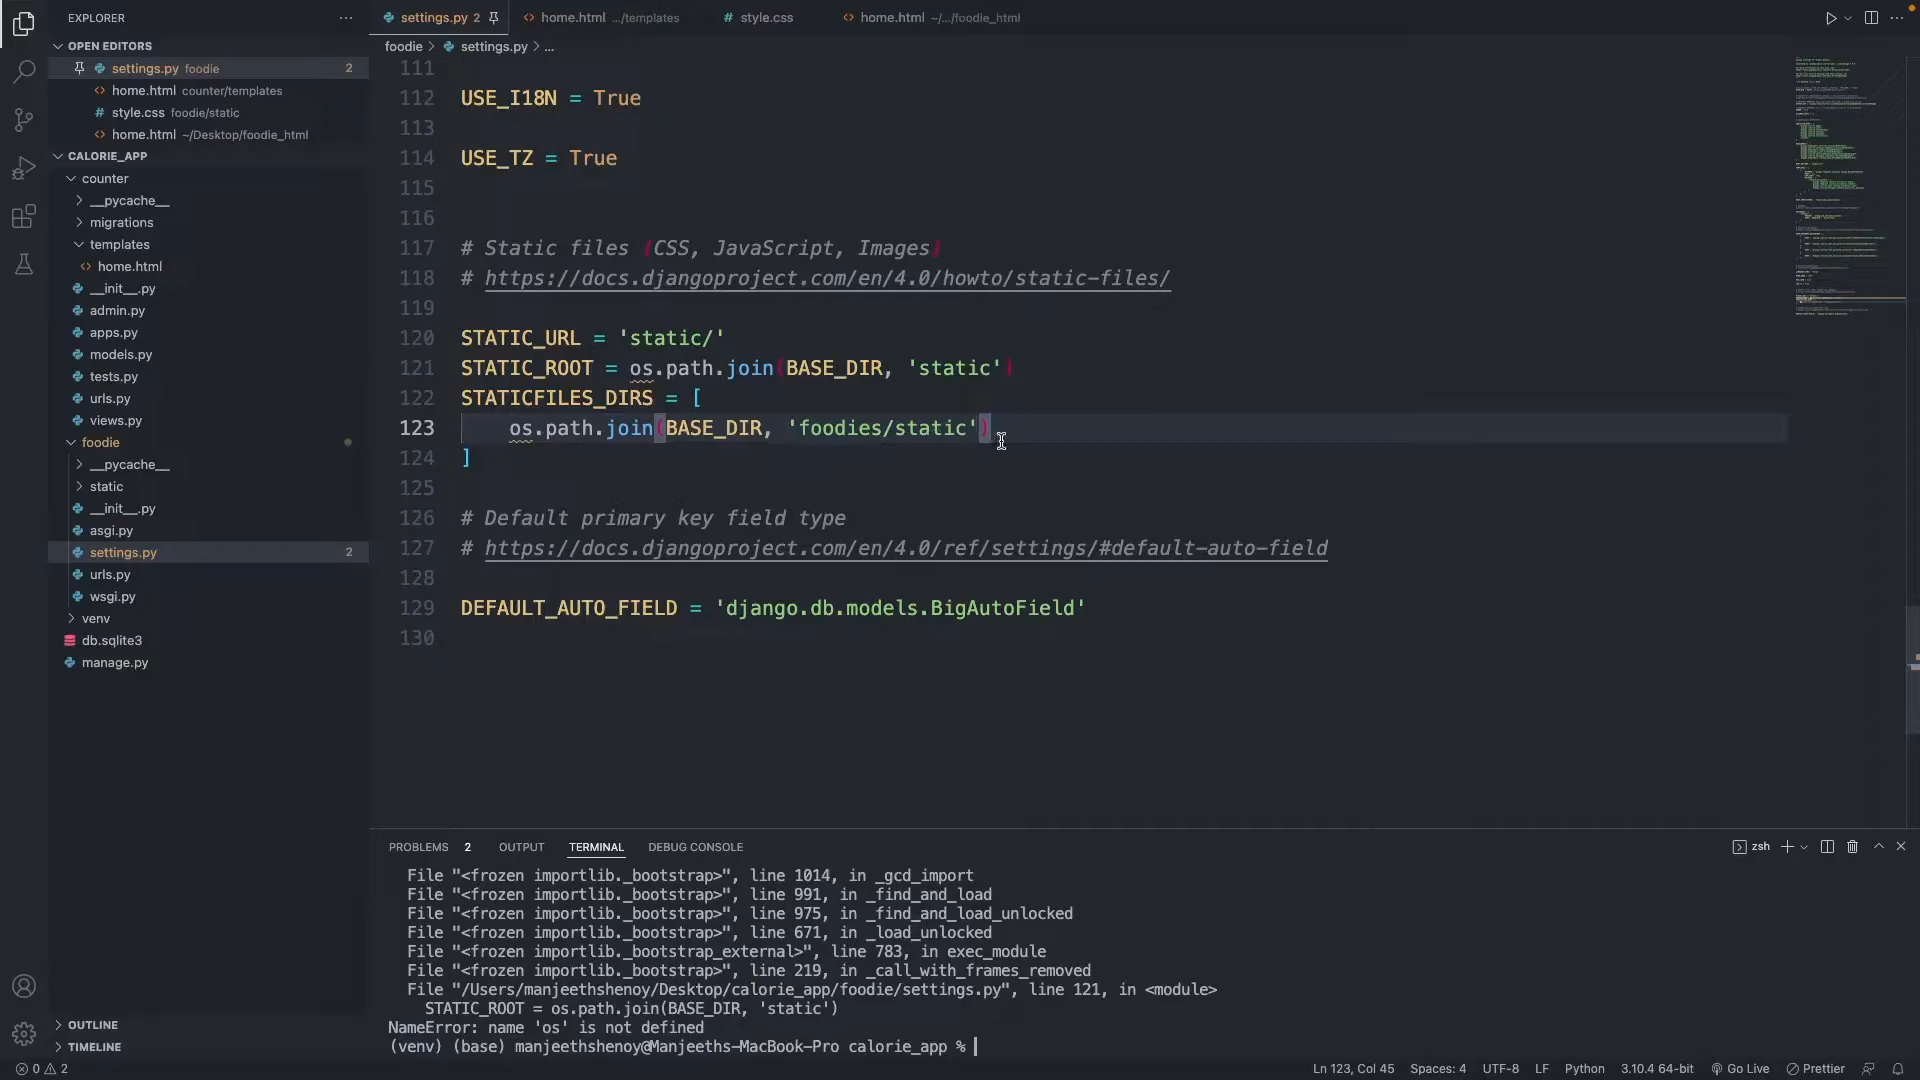 EXPLORER
OPEN EDITORS
settings.py foodie 2
home.html counter/templates
style.css foodie/static
home.html ~/Desktop/foodie_html
CALORIE_APP
counter
__pycache__
migrations
templates
home.html
__init__.py
admin.py
apps.py
models.py
tests.py
urls.py
views.py
foodie
__pycache__
static
__init__.py
asgi.py
settings.py 2
urls.py
wsgi.py
venv
db.sqlite3
manage.py
OUTLINE
TIMELINE
settings.py 2 home.html .../templates # style.css home.html ~/.../foodie_html
foodie > settings.py > ...
111
112 USE_I18N = True
113
114 USE_TZ = True
115
116
117 # Static files (CSS, JavaScript, Images)
118 # https://docs.djangoproject.com/en/4.0/howto/static-files/
119
120 STATIC_URL = 'static/'
121 STATIC_ROOT = os.path.join(BASE_DIR, 'static')
122 STATICFILES_DIRS = [
123 os.path.join(BASE_DIR, 'foodies/static')
124 ]
125
126 # Default primary key field type
127 # https://docs.djangoproject.com/en/4.0/ref/settings/#default-auto-field
128
129 DEFAULT_AUTO_FIELD = 'django.db.models.BigAutoField'
130
PROBLEMS 2 OUTPUT TERMINAL DEBUG CONSOLE zsh
File "<frozen importlib._bootstrap>", line 1014, in _gcd_import
File "<frozen importlib._bootstrap>", line 991, in _find_and_load
File "<frozen importlib._bootstrap>", line 975, in _find_and_load_unlocked
File "<frozen importlib._bootstrap>", line 671, in _load_unlocked
File "<frozen importlib._bootstrap_external>", line 783, in exec_module
File "<frozen importlib._bootstrap>", line 219, in _call_with_frames_removed
File "/Users/manjeethshenoy/Desktop/calorie_app/foodie/settings.py", line 121, in <module>
STATIC_ROOT = os.path.join(BASE_DIR, 'static')
NameError: name 'os' is not defined
(venv) (base) manjeethshenoy@Manjeeths-MacBook-Pro calorie_app %
0 2 Ln 123, Col 45 Spaces: 4 UTF-8 LF Python 3.10.4 64-bit Go Live Prettier